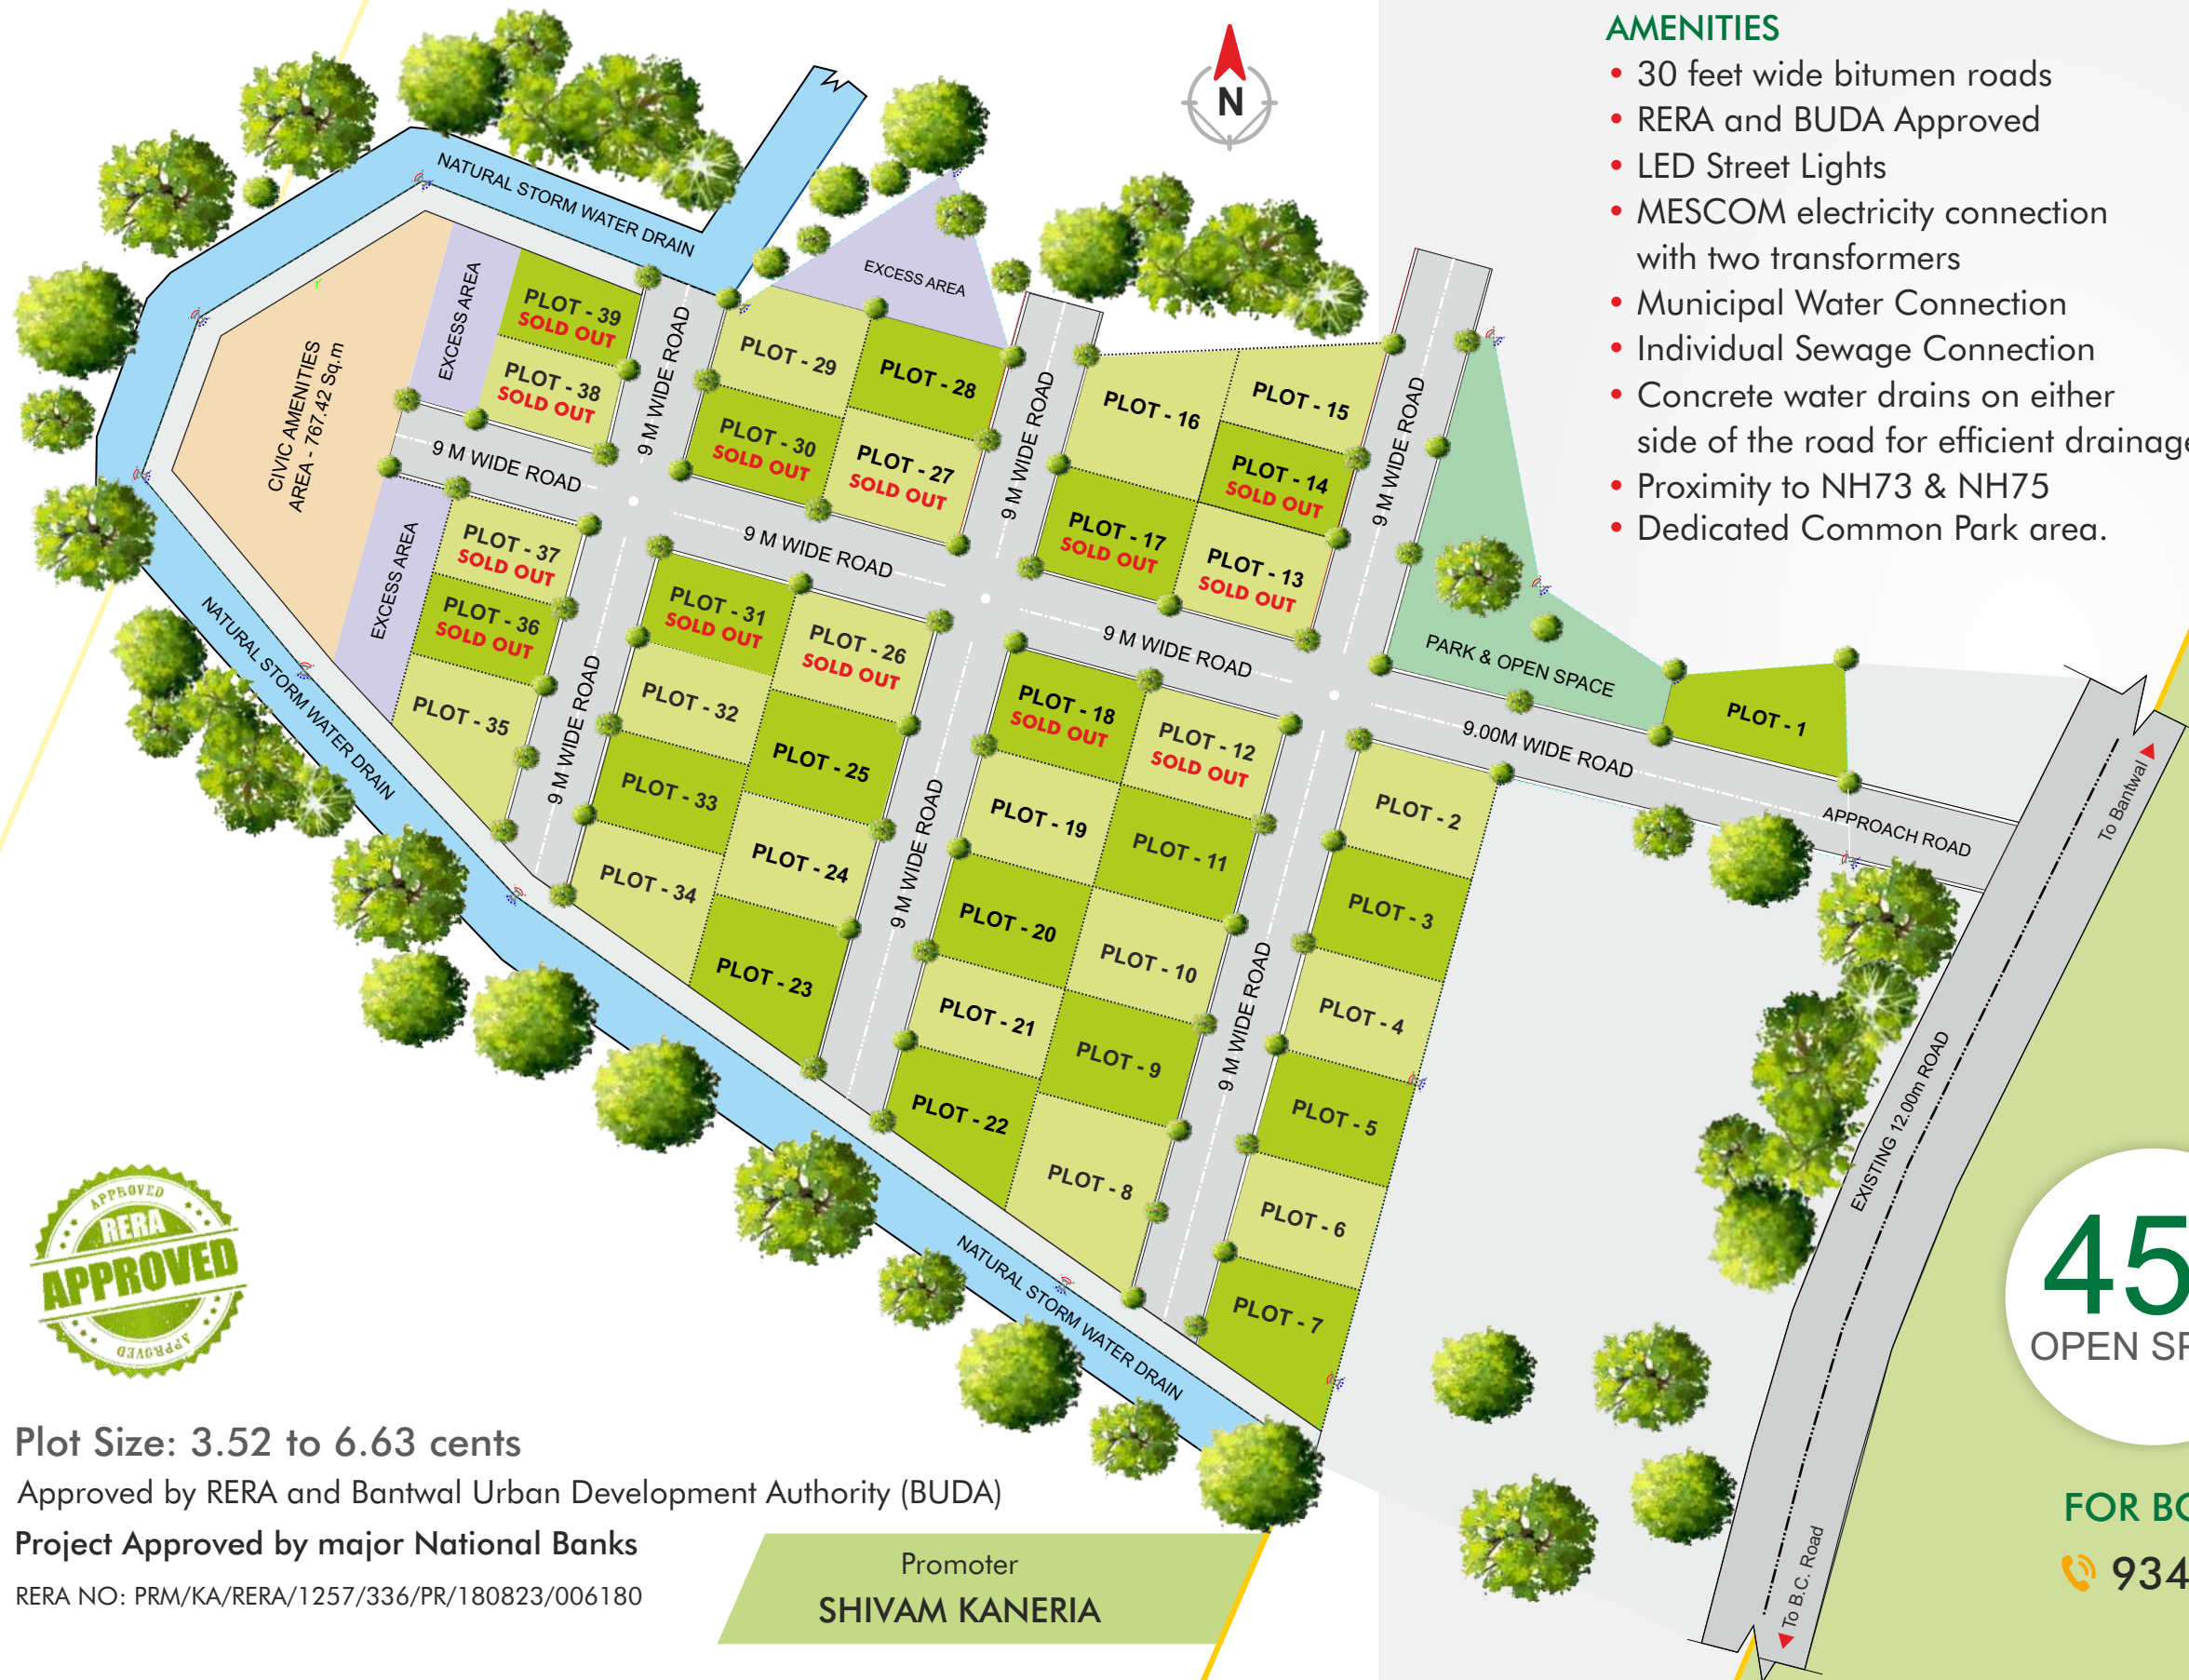 AMENITIES
• 30 feet wide bitumen roads
• RERA and BUDA Approved
• LED Street Lights
• MESCOM electricity connection
with two transformers
• Municipal Water Connection
• Individual Sewage Connection
• Concrete water drains on either
side of the road for efficient drainage
• Proximity to NH73 & NH75
• Dedicated Common Park area.
N
NATURAL STORM WATER DRAIN
EXCESS AREA
EXCESS AREA
CIVIC AMENITIES
AREA - 767.42 Sq.m
PLOT - 39
SOLD OUT
PLOT - 38
SOLD OUT
9 M WIDE ROAD
PLOT - 29
PLOT - 28
PLOT - 30
SOLD OUT
PLOT - 27
SOLD OUT
9 M WIDE ROAD
PLOT - 16
PLOT - 15
PLOT - 14
SOLD OUT
PLOT - 17
SOLD OUT
PLOT - 13
SOLD OUT
9 M WIDE ROAD
9 M WIDE ROAD
9 M WIDE ROAD
9 M WIDE ROAD
PARK & OPEN SPACE
PLOT - 1
9.00M WIDE ROAD
APPROACH ROAD
To Bantwal
EXCESS AREA
PLOT - 37
SOLD OUT
PLOT - 36
SOLD OUT
PLOT - 35
NATURAL STORM WATER DRAIN
9 M WIDE ROAD
PLOT - 31
SOLD OUT
PLOT - 26
SOLD OUT
PLOT - 32
PLOT - 25
PLOT - 33
PLOT - 24
PLOT - 34
PLOT - 23
9 M WIDE ROAD
PLOT - 18
SOLD OUT
PLOT - 12
SOLD OUT
PLOT - 19
PLOT - 11
PLOT - 20
PLOT - 10
PLOT - 21
PLOT - 9
PLOT - 22
PLOT - 8
9 M WIDE ROAD
PLOT - 2
PLOT - 3
PLOT - 4
PLOT - 5
PLOT - 6
PLOT - 7
NATURAL STORM WATER DRAIN
EXISTING 12.00m ROAD
To B.C. Road
APPROVED
RERA
APPROVED
APPROVED
45
OPEN SP
FOR BO
934
Plot Size: 3.52 to 6.63 cents
Approved by RERA and Bantwal Urban Development Authority (BUDA)
Project Approved by major National Banks
RERA NO: PRM/KA/RERA/1257/336/PR/180823/006180
Promoter
SHIVAM KANERIA